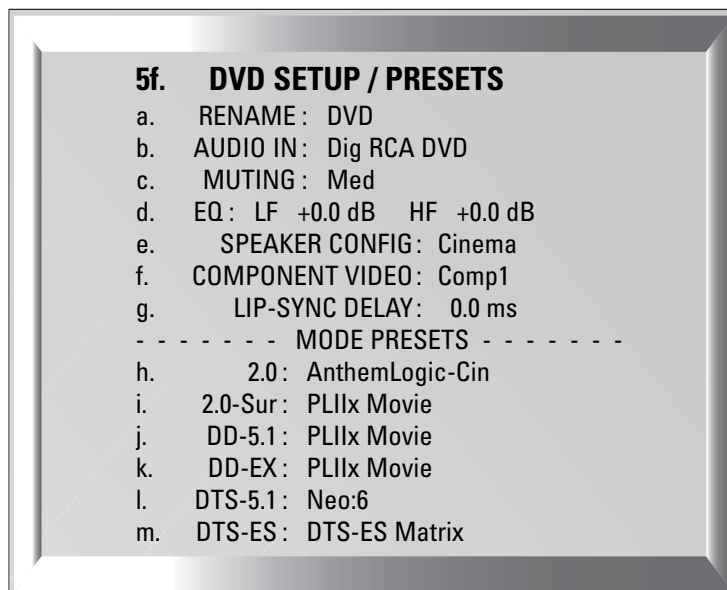 5f. DVD SETUP / PRESETS
a. RENAME: DVD
b. AUDIO IN: Dig RCA DVD
c. MUTING: Med
d. EQ: LF +0.0 dB HF +0.0 dB
e. SPEAKER CONFIG: Cinema
f. COMPONENT VIDEO: Comp1
g. LIP-SYNC DELAY: 0.0 ms
- - - - - - - MODE PRESETS - - - - - - -
h. 2.0: AnthemLogic-Cin
i. 2.0-Sur: PLIIx Movie
j. DD-5.1: PLIIx Movie
k. DD-EX: PLIIx Movie
l. DTS-5.1: Neo:6
m. DTS-ES: DTS-ES Matrix